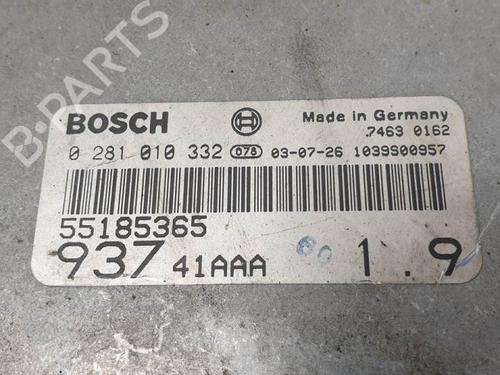 B-PARTS
BOSCH
Made in Germany
7463 0162
0 281 010 332 078 03-07-26 1039S00957
55185365
937 41AAA 1.9
60